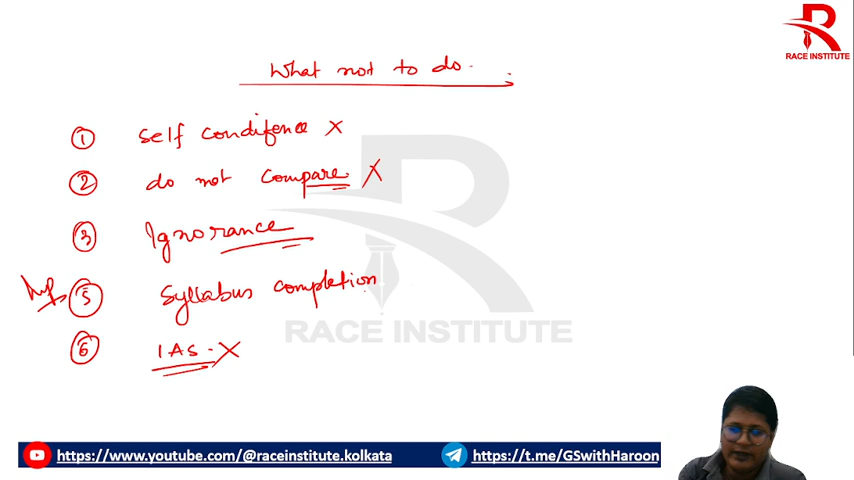 RACE INSTITUTE
What not to do.
① Self condifence X
② do not compare X
③ Ignorance
Imp ⑤ Syllabus completion
⑥ IAS. X
RACE INSTITUTE
https://www.youtube.com/@raceinstitute.kolkata https://t.me/GSwithHaroon